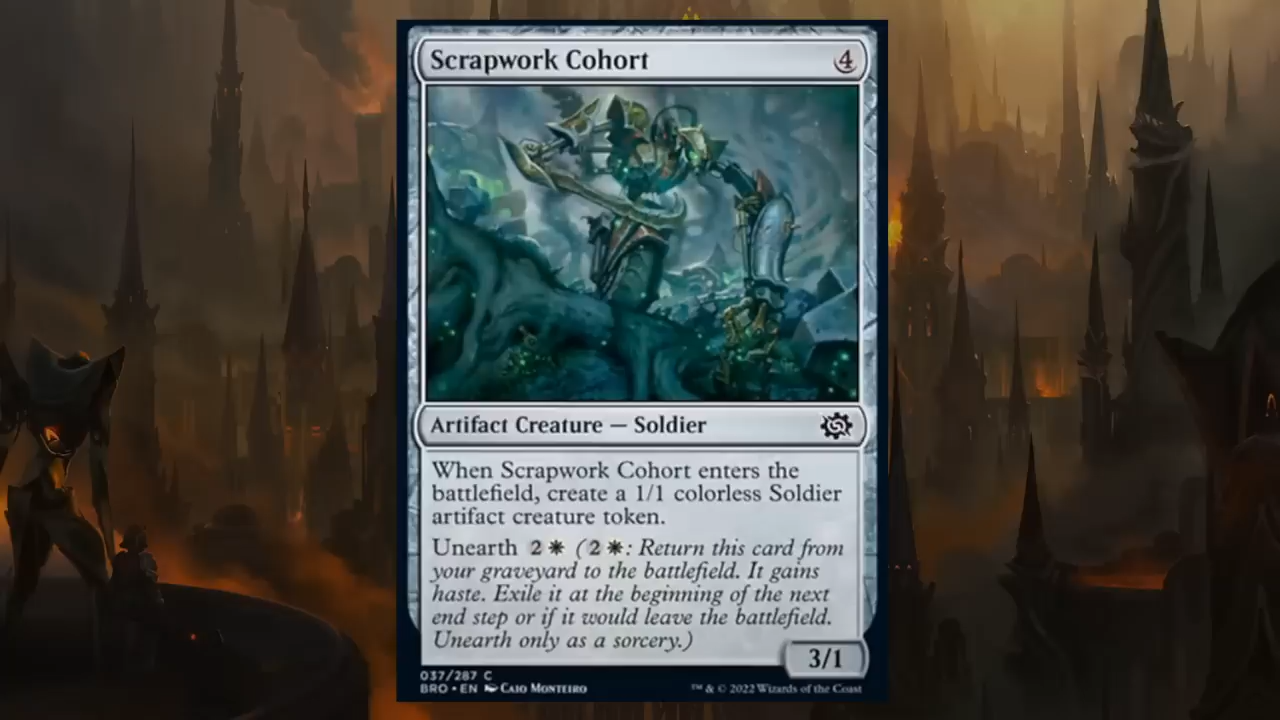 Scrapwork Cohort 4
Artifact Creature — Soldier
When Scrapwork Cohort enters the
battlefield, create a 1/1 colorless Soldier
artifact creature token.
Unearth 2☀ (2☀: Return this card from
your graveyard to the battlefield. It gains
haste. Exile it at the beginning of the next
end step or if it would leave the battlefield.
Unearth only as a sorcery.)
3/1
037/287 C
BRO • EN Caio Monteiro
™ & © 2022 Wizards of the Coast